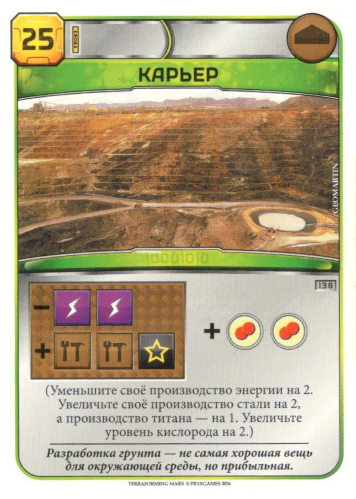 25
КАРЬЕР
©GEOMARTIN
10001010
138
(Уменьшите своё производство энергии на 2.
Увеличьте своё производство стали на 2,
а производство титана — на 1. Увеличьте
уровень кислорода на 2.)
Разработка грунта — не самая хорошая вещь
для окружающей среды, но прибыльная.
TERRAFORMING MARS © FRYXGAMES 2016